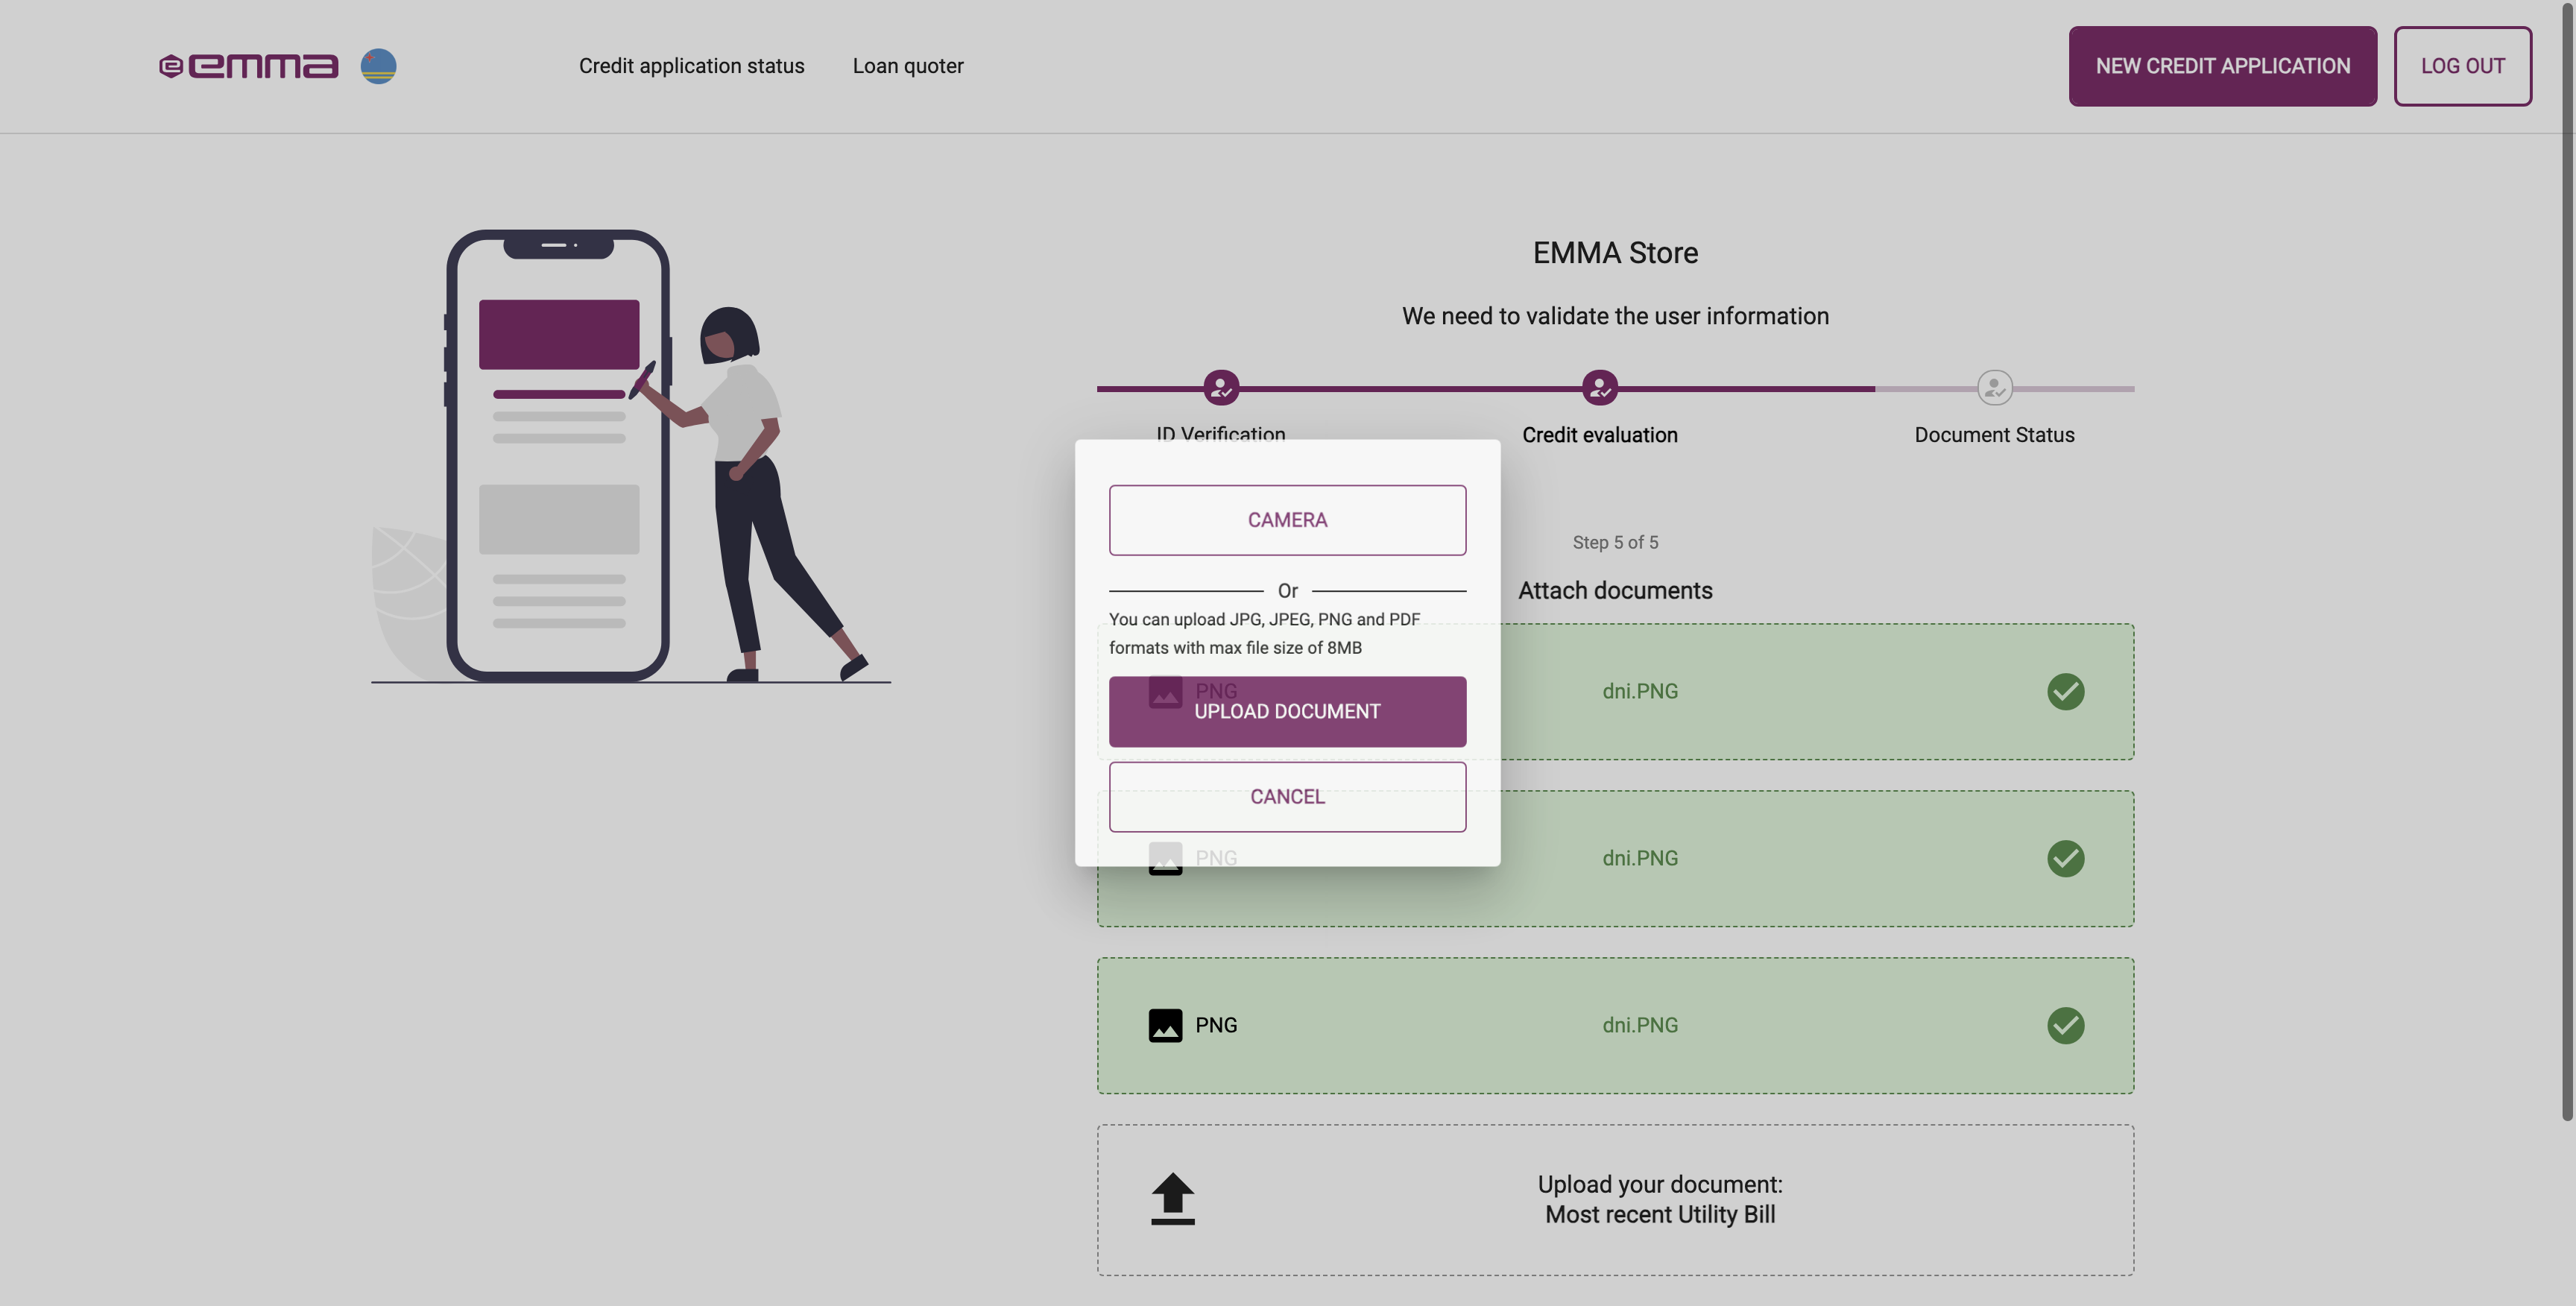 emma
Credit application status
Loan quoter
NEW CREDIT APPLICATION
LOG OUT
EMMA Store
We need to validate the user information
ID Verification
Credit evaluation
Document Status
Step 5 of 5
Attach documents
CAMERA
Or
You can upload JPG, JPEG, PNG and PDF
formats with max file size of 8MB
UPLOAD DOCUMENT
CANCEL
PNG
dni.PNG
PNG
dni.PNG
PNG
dni.PNG
Upload your document:
Most recent Utility Bill